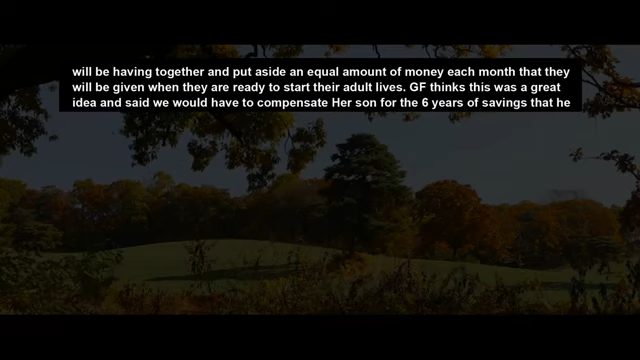 will be having together and put aside an equal amount of money each month that they
will be given when they are ready to start their adult lives. GF thinks this was a great
idea and said we would have to compensate Her son for the 6 years of savings that he